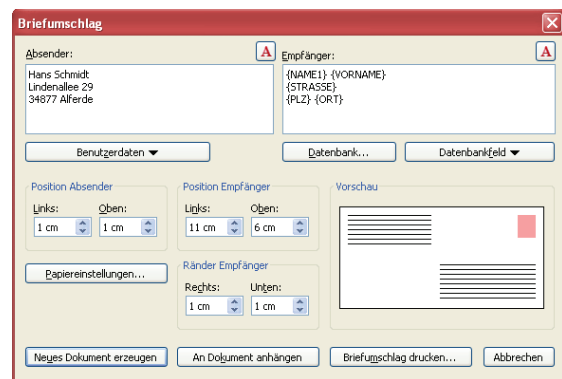 Briefumschlag
Absender:
A
Empfänger:
A
Hans Schmidt
Lindenallee 29
34877 Alferde
{NAME1} {VORNAME}
{STRASSE}
{PLZ} {ORT}
Benutzerdaten
Datenbank...
Datenbankfeld
Position Absender
Links:
Oben:
1 cm
1 cm
Position Empfänger
Links:
Oben:
11 cm
6 cm
Vorschau
Papiereinstellungen...
Ränder Empfänger
Rechts:
Unten:
1 cm
1 cm
Neues Dokument erzeugen
An Dokument anhängen
Briefumschlag drucken...
Abbrechen